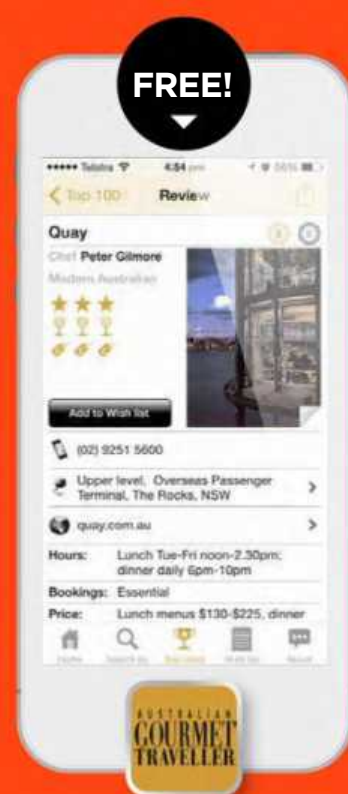 FREE!
Telstra 4:54 pm
Top 100 Review
Quay
Chef Peter Gilmore
Modern Australian
Add to Wish list
(02) 9251 5600
Upper level, Overseas Passenger
Terminal, The Rocks, NSW
quay.com.au
Hours: Lunch Tue-Fri noon-2.30pm;
dinner daily 6pm-10pm
Bookings: Essential
Price: Lunch menus $130-$225, dinner
Home
AUSTRALIAN
GOURMET
TRAVELLER